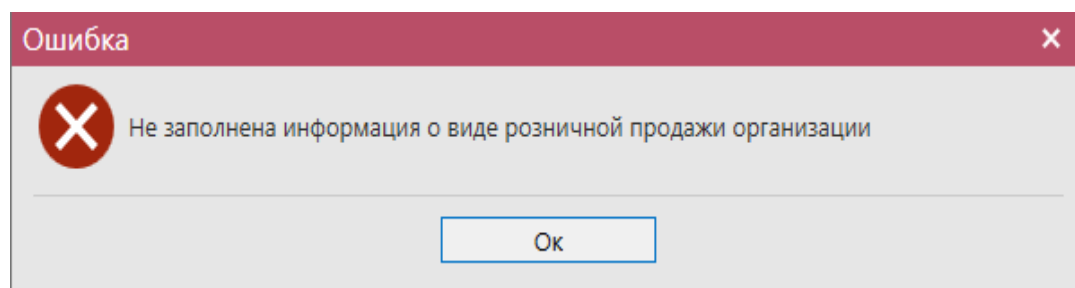 Ошибка
Не заполнена информация о виде розничной продажи организации
Ок